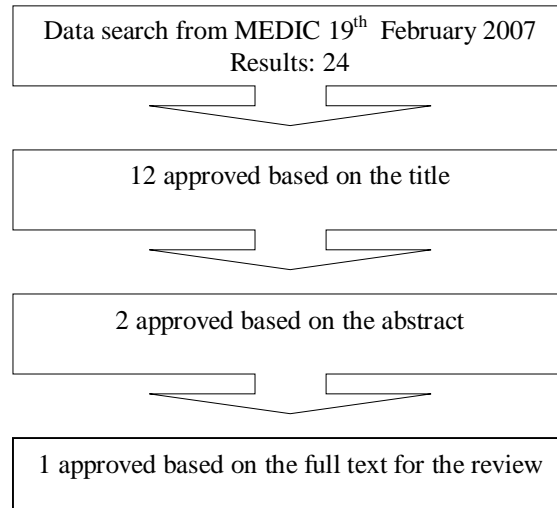 Data search from MEDIC 19th February 2007
Results: 24
12 approved based on the title
2 approved based on the abstract
1 approved based on the full text for the review